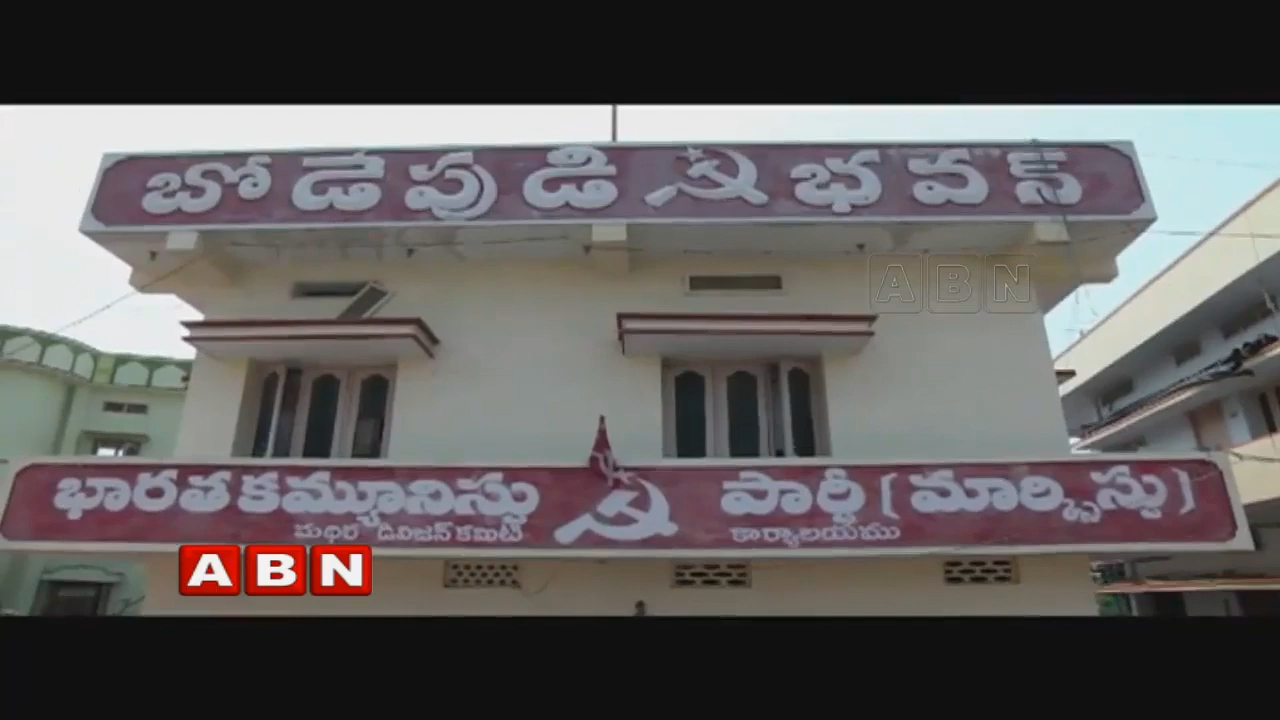 బోడేపుడి భవన్
ABN
భారత కమ్యూనిస్టు పార్టీ (మార్క్సిస్టు)
మధిర డివిజన్ కమిటీ కార్యాలయము
ABN